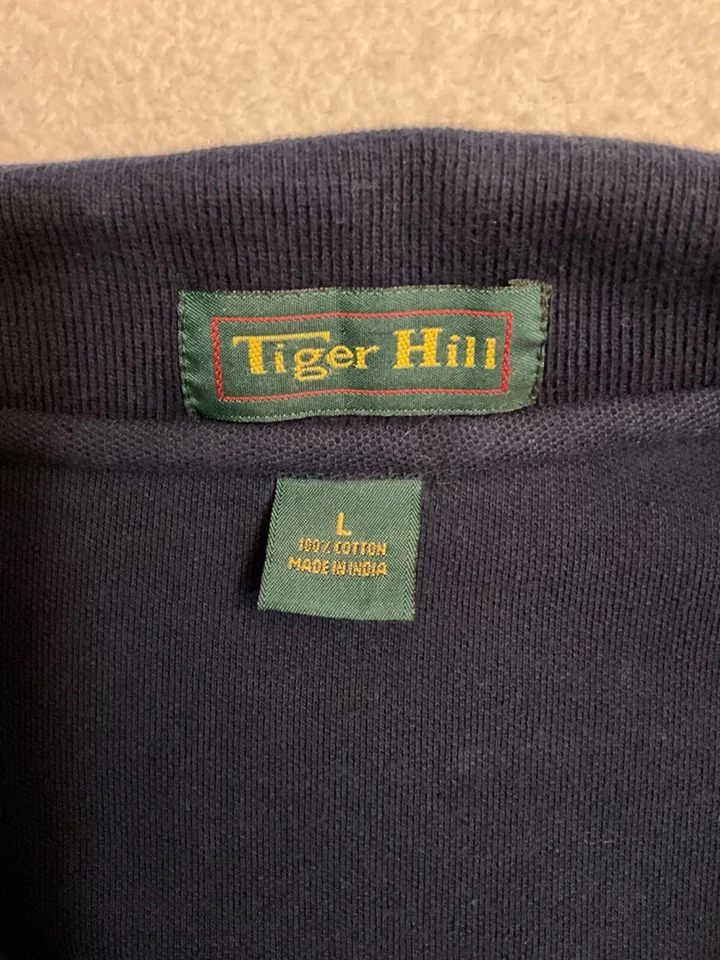 Tiger Hill
L
100% COTTON
MADE IN INDIA